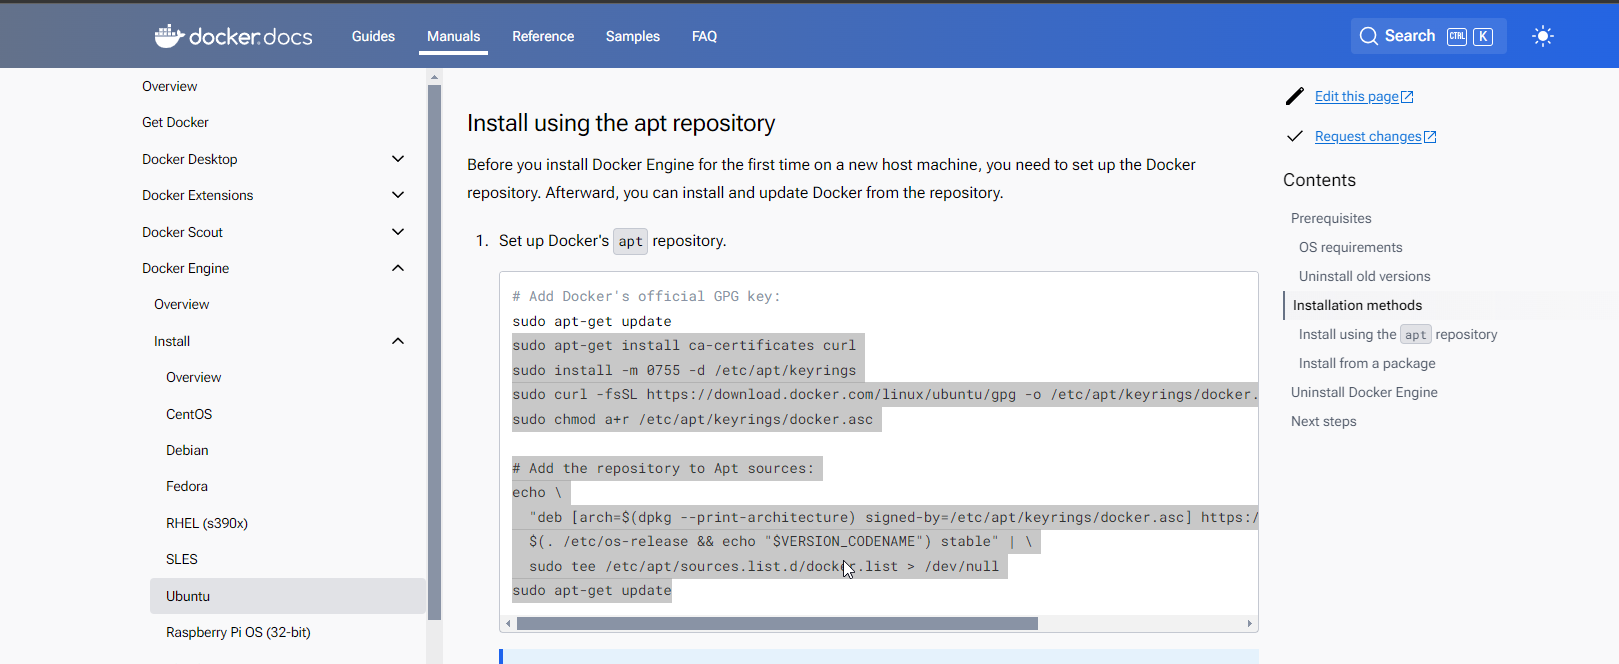 docker docs
Guides
Manuals
Reference
Samples
FAQ
Search CTRL K
Overview
Get Docker
Docker Desktop
Docker Extensions
Docker Scout
Docker Engine
Overview
Install
Overview
CentOS
Debian
Fedora
RHEL (s390x)
SLES
Ubuntu
Raspberry Pi OS (32-bit)
Install using the apt repository
Before you install Docker Engine for the first time on a new host machine, you need to set up the Docker
repository. Afterward, you can install and update Docker from the repository.
1. Set up Docker's apt repository.
# Add Docker's official GPG key:
sudo apt-get update
sudo apt-get install ca-certificates curl
sudo install -m 0755 -d /etc/apt/keyrings
sudo curl -fsSL https://download.docker.com/linux/ubuntu/gpg -o /etc/apt/keyrings/docker.
sudo chmod a+r /etc/apt/keyrings/docker.asc
# Add the repository to Apt sources:
echo \
"deb [arch=$(dpkg --print-architecture) signed-by=/etc/apt/keyrings/docker.asc] https:/
$(. /etc/os-release && echo "$VERSION_CODENAME") stable" | \
sudo tee /etc/apt/sources.list.d/docker.list > /dev/null
sudo apt-get update
Edit this page
Request changes
Contents
Prerequisites
OS requirements
Uninstall old versions
Installation methods
Install using the apt repository
Install from a package
Uninstall Docker Engine
Next steps